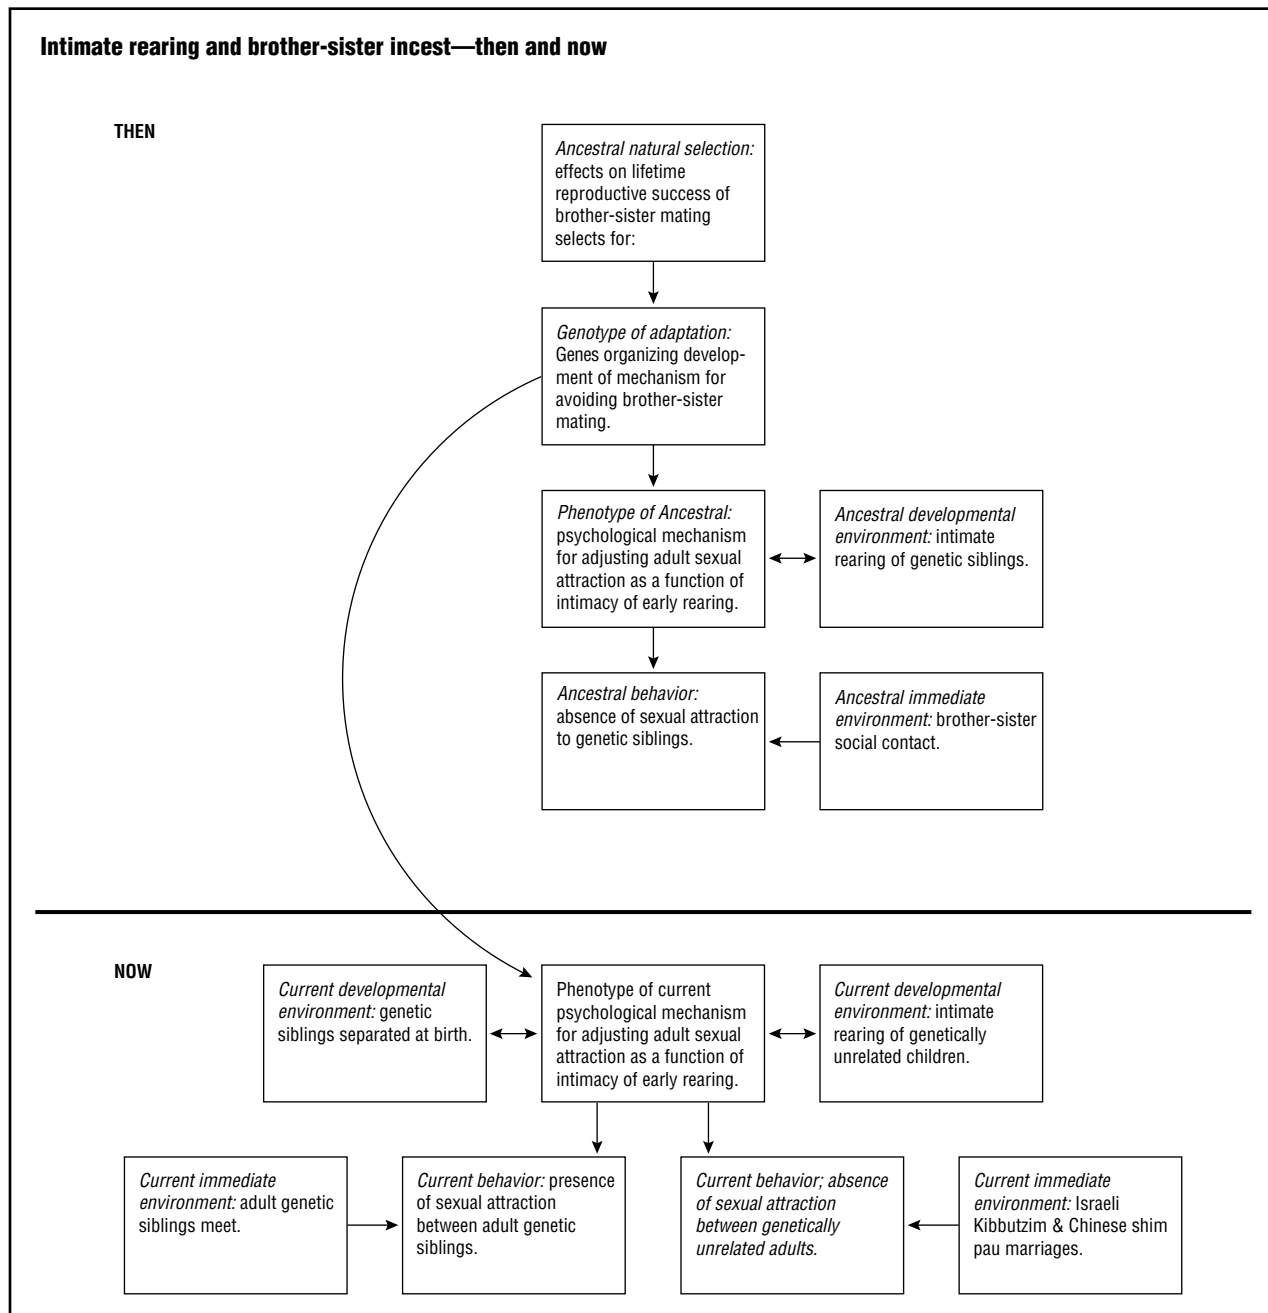 Intimate rearing and brother-sister incest—then and now
THEN
Ancestral natural selection:
effects on lifetime
reproductive success of
brother-sister mating
selects for:
Genotype of adaptation:
Genes organizing develop-
ment of mechanism for
avoiding brother-sister
mating.
Phenotype of Ancestral:
psychological mechanism
for adjusting adult sexual
attraction as a function of
intimacy of early rearing.
Ancestral developmental
environment: intimate
rearing of genetic siblings.
Ancestral behavior:
absence of sexual attraction
to genetic siblings.
Ancestral immediate
environment: brother-sister
social contact.
NOW
Current developmental
environment: genetic
siblings separated at birth.
Phenotype of current
psychological mechanism
for adjusting adult sexual
attraction as a function of
intimacy of early rearing.
Current developmental
environment: intimate
rearing of genetically
unrelated children.
Current immediate
environment: adult genetic
siblings meet.
Current behavior: presence
of sexual attraction
between adult genetic
siblings.
Current behavior; absence
of sexual attraction
between genetically
unrelated adults.
Current immediate
environment: Israeli
Kibbutzim & Chinese shim
pau marriages.